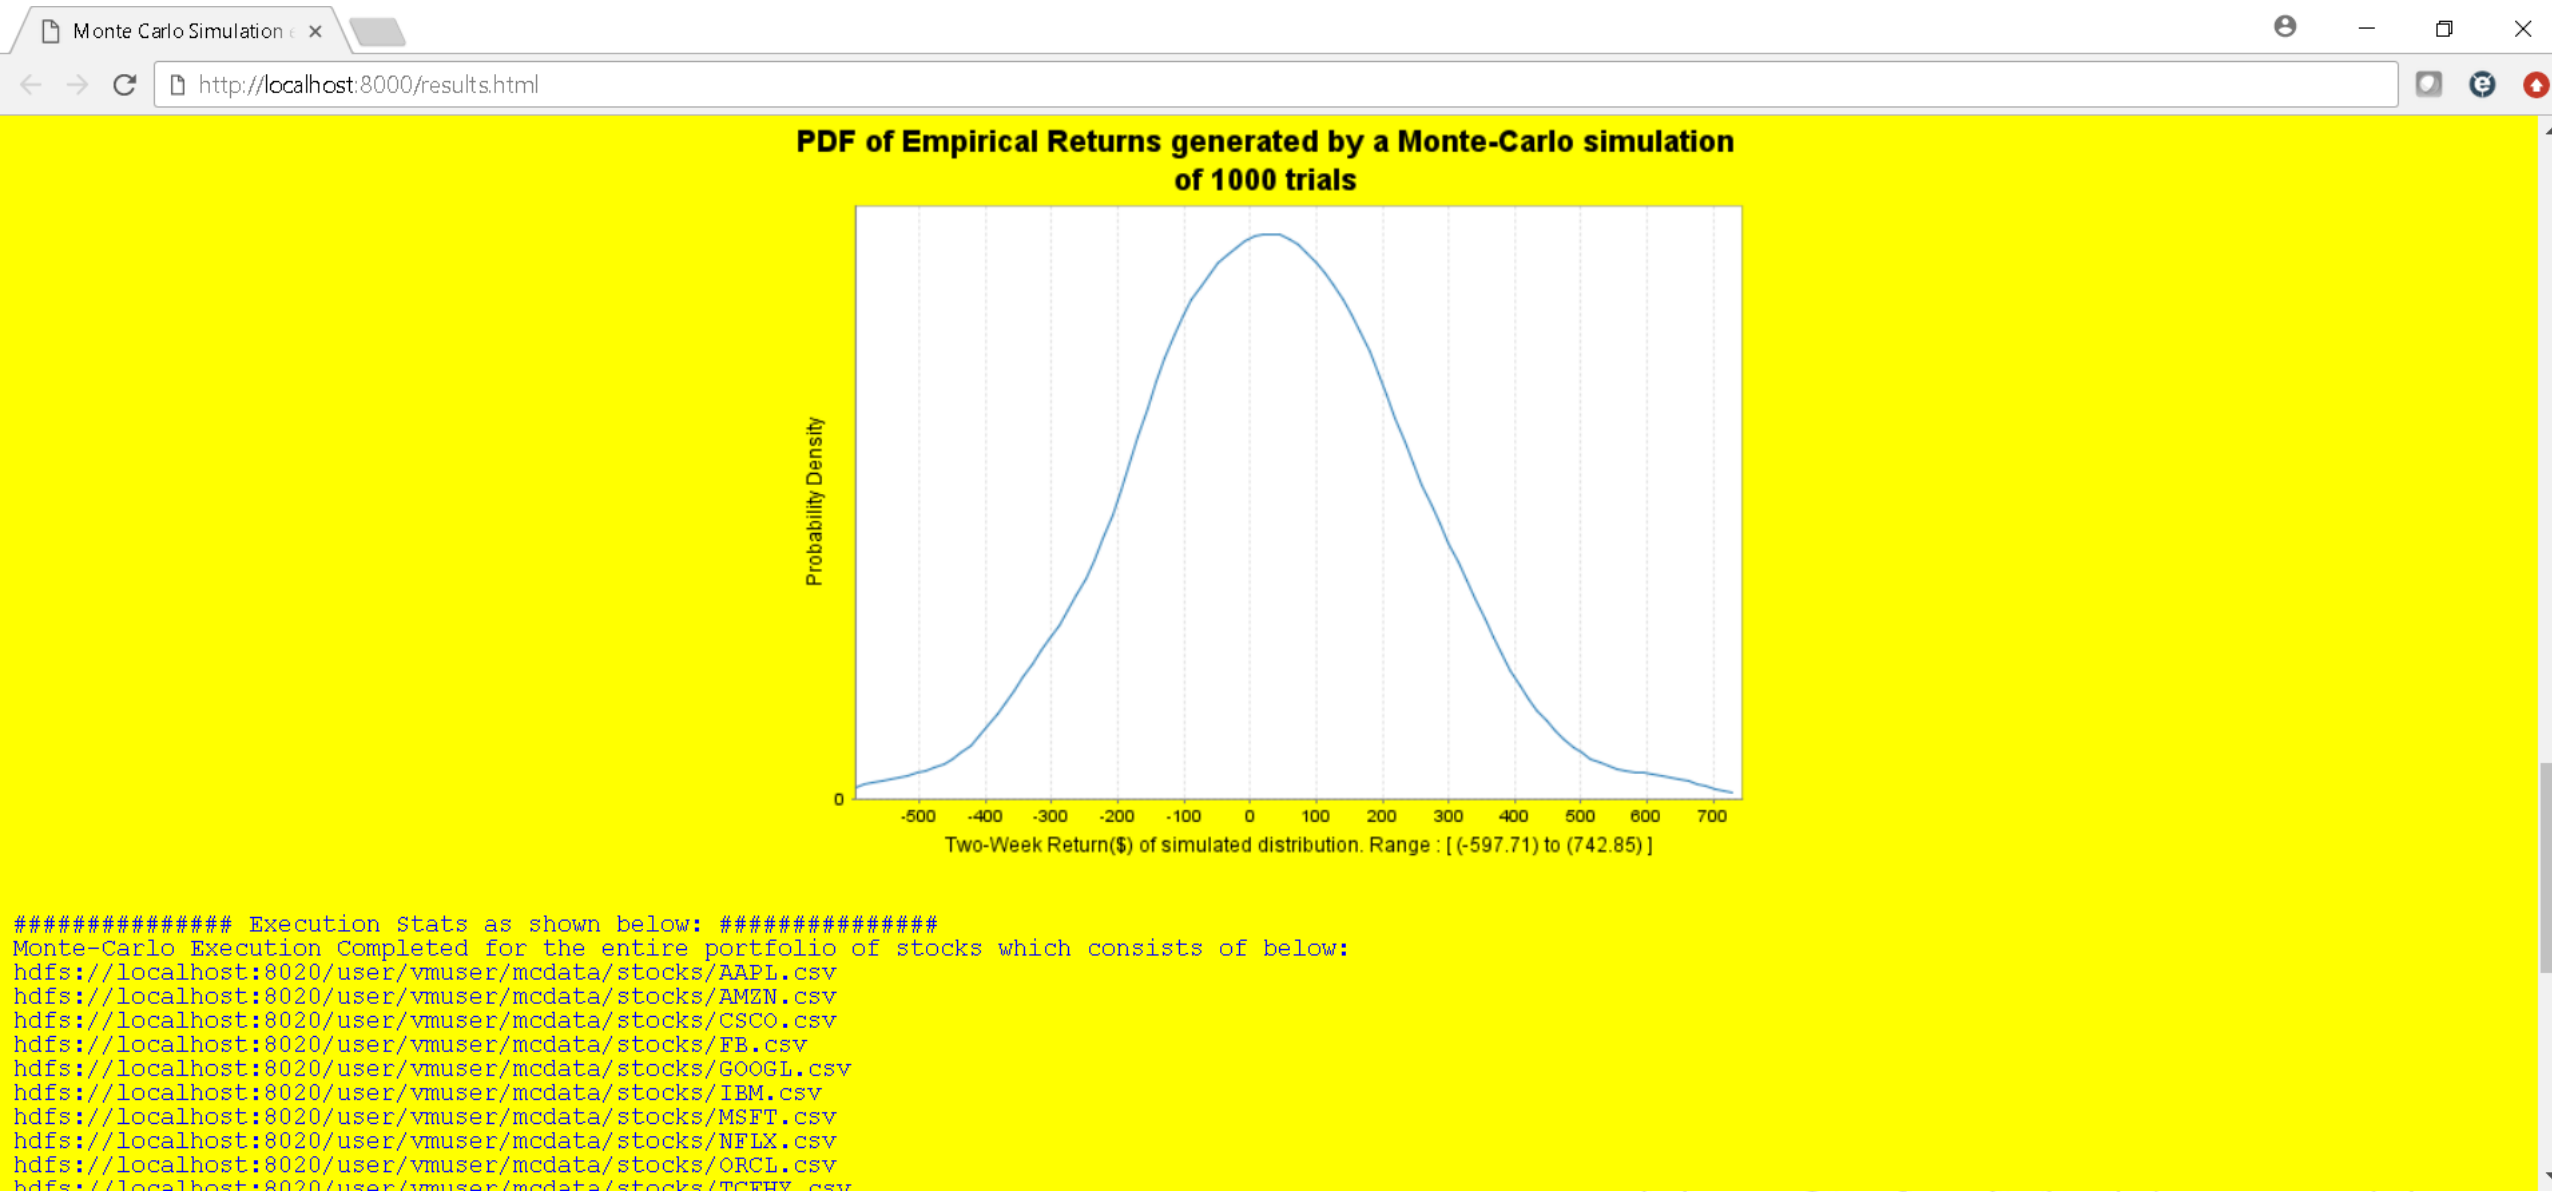 Monte Carlo Simulation e
http://localhost:8000/results.html
PDF of Empirical Returns generated by a Monte-Carlo simulation
of 1000 trials
Probability Density
0
-500 -400 -300 -200 -100 0 100 200 300 400 500 600 700
Two-Week Return($) of simulated distribution. Range : [ (-597.71) to (742.85) ]
############### Execution Stats as shown below: ###############
Monte-Carlo Execution Completed for the entire portfolio of stocks which consists of below:
hdfs://localhost:8020/user/vmuser/mcdata/stocks/AAPL.csv
hdfs://localhost:8020/user/vmuser/mcdata/stocks/AMZN.csv
hdfs://localhost:8020/user/vmuser/mcdata/stocks/CSCO.csv
hdfs://localhost:8020/user/vmuser/mcdata/stocks/FB.csv
hdfs://localhost:8020/user/vmuser/mcdata/stocks/GOOGL.csv
hdfs://localhost:8020/user/vmuser/mcdata/stocks/IBM.csv
hdfs://localhost:8020/user/vmuser/mcdata/stocks/MSFT.csv
hdfs://localhost:8020/user/vmuser/mcdata/stocks/NFLX.csv
hdfs://localhost:8020/user/vmuser/mcdata/stocks/ORCL.csv